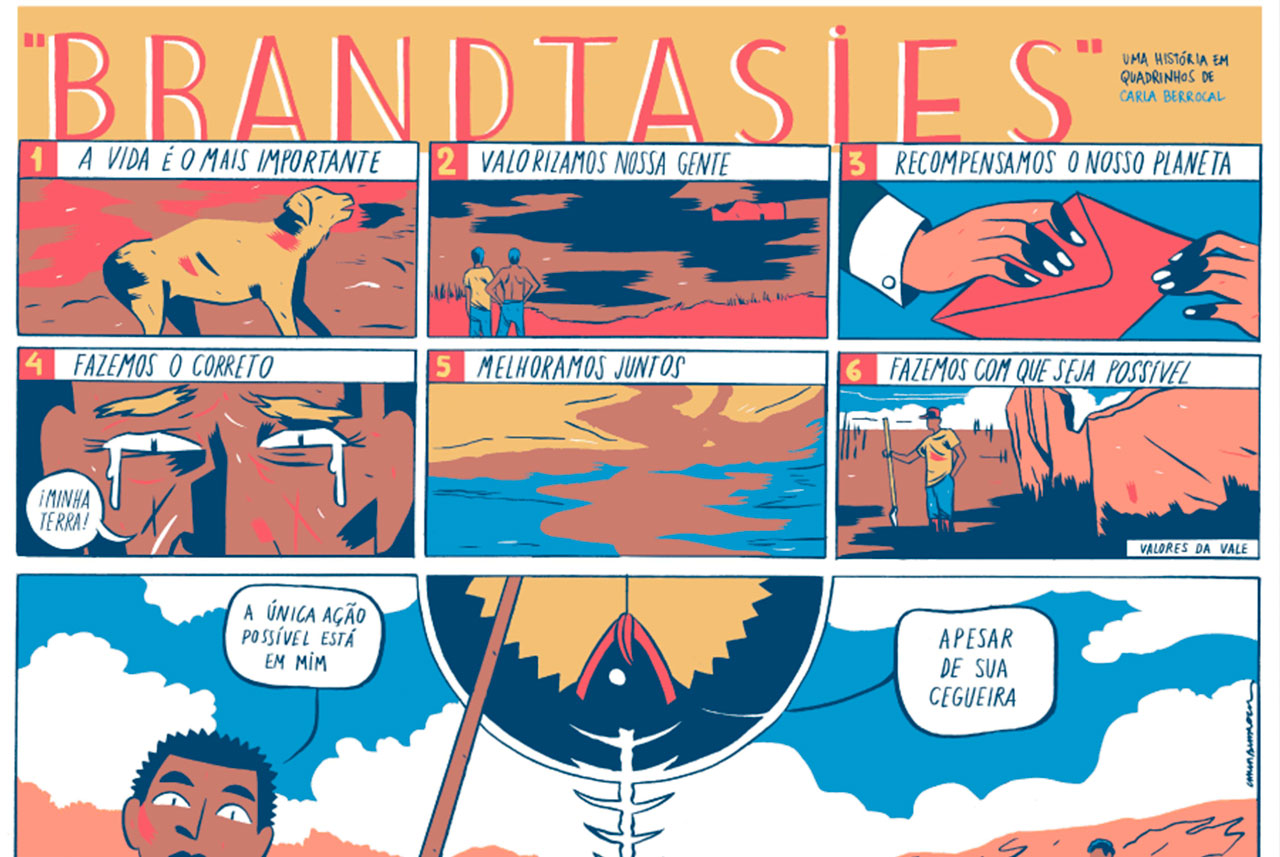 "BRANDTASIES"
UMA HISTÓRIA EM
QUADRINHOS DE
CARLA BERROCAL
1 A VIDA É O MAIS IMPORTANTE
2 VALORIZAMOS NOSSA GENTE
3 RECOMPENSAMOS O NOSSO PLANETA
4 FAZEMOS O CORRETO
¡MINHA
TERRA!
5 MELHORAMOS JUNTOS
6 FAZEMOS COM QUE SEJA POSSÍVEL
VALORES DA VALE
A ÚNICA AÇÃO
POSSÍVEL ESTÁ
EM MIM
APESAR
DE SUA
CEGUEIRA
CARLA BERROCAL